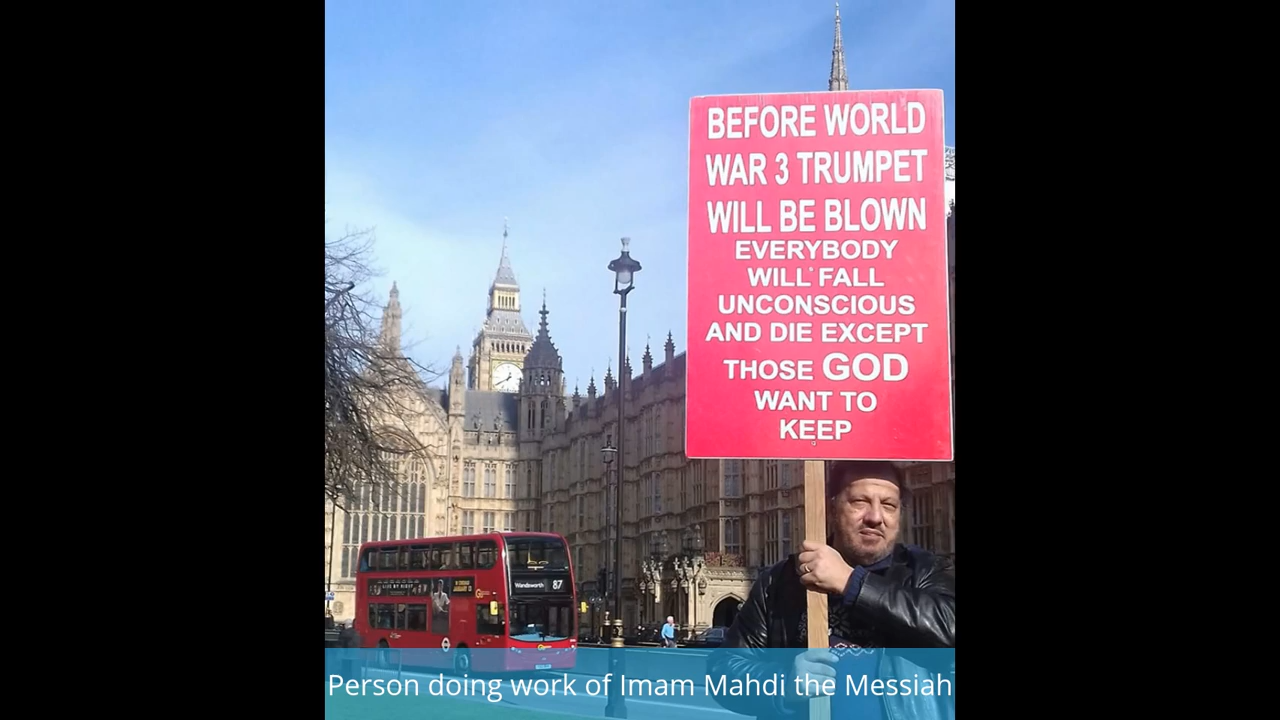 BEFORE WORLD
WAR 3 TRUMPET
WILL BE BLOWN
EVERYBODY
WILL FALL
UNCONSCIOUS
AND DIE EXCEPT
THOSE GOD
WANT TO
KEEP
Wandsworth 87
Person doing work of Imam Mahdi the Messiah